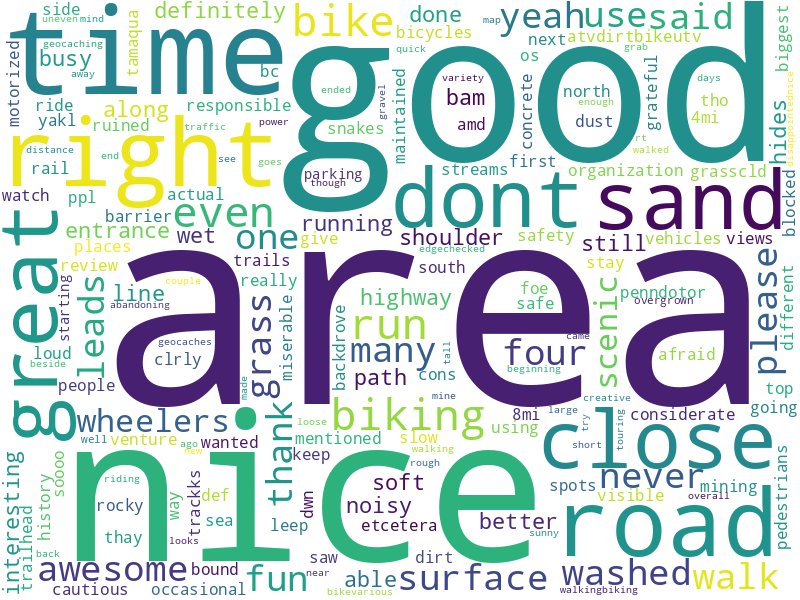 side
uneven mind
geocaching
busy
away
time
tamaqua
definitely
bike
done
bicycles
quick
map
yeah
next
use
said
atvdirtbikeutv
grab
biggest
motorized
ride
yakl
along
ruined
responsible
bc
traffic
power
good
ended
gravel
variety
bam
amd
os
north
concrete
enough
dust
days
tho
4mi
grateful
hides
disappointednice
distance
end
rail
right
snakes
see
goes
parking
though
maintained
first
rt
walked
streams
organization
grasscld
blocked
watch
ppl
actual
barrier
even
entrance
places
review
wet
one
running
give
trails
really
dont
shoulder
edgechecked
south
safety
sand
still
vehicles
views
stay
great
starting
couple
abandoning
leads
line
geocaches
clrly
loud
beside
people
area
grass
miserable
backdrove
highway
run
many
path
cons
foe
safe
tall
beginning
four
came
scenic
penndotor
overgrown
afraid
please
different
top
going
creative
mine
8mi
large
considerate
wheelers
made
well
venture
ago
wanted
new
thank
loose
biking
mentioned
keep
slow
walking
using
try
short
touring
close
never
spots
mining
visible
pedestrians
interesting
trailhead
history
soooo
riding
rocky
thay
way
looks
trackks
def
sea
nice
leep
dwn
soft
noisy
etcetera
rough
better
sunny
overall
road
back
awesome
cautious
bound
occasional
fun
saw
near
dirt
able
bikevarious
surface
washed
walkingbiking
walk